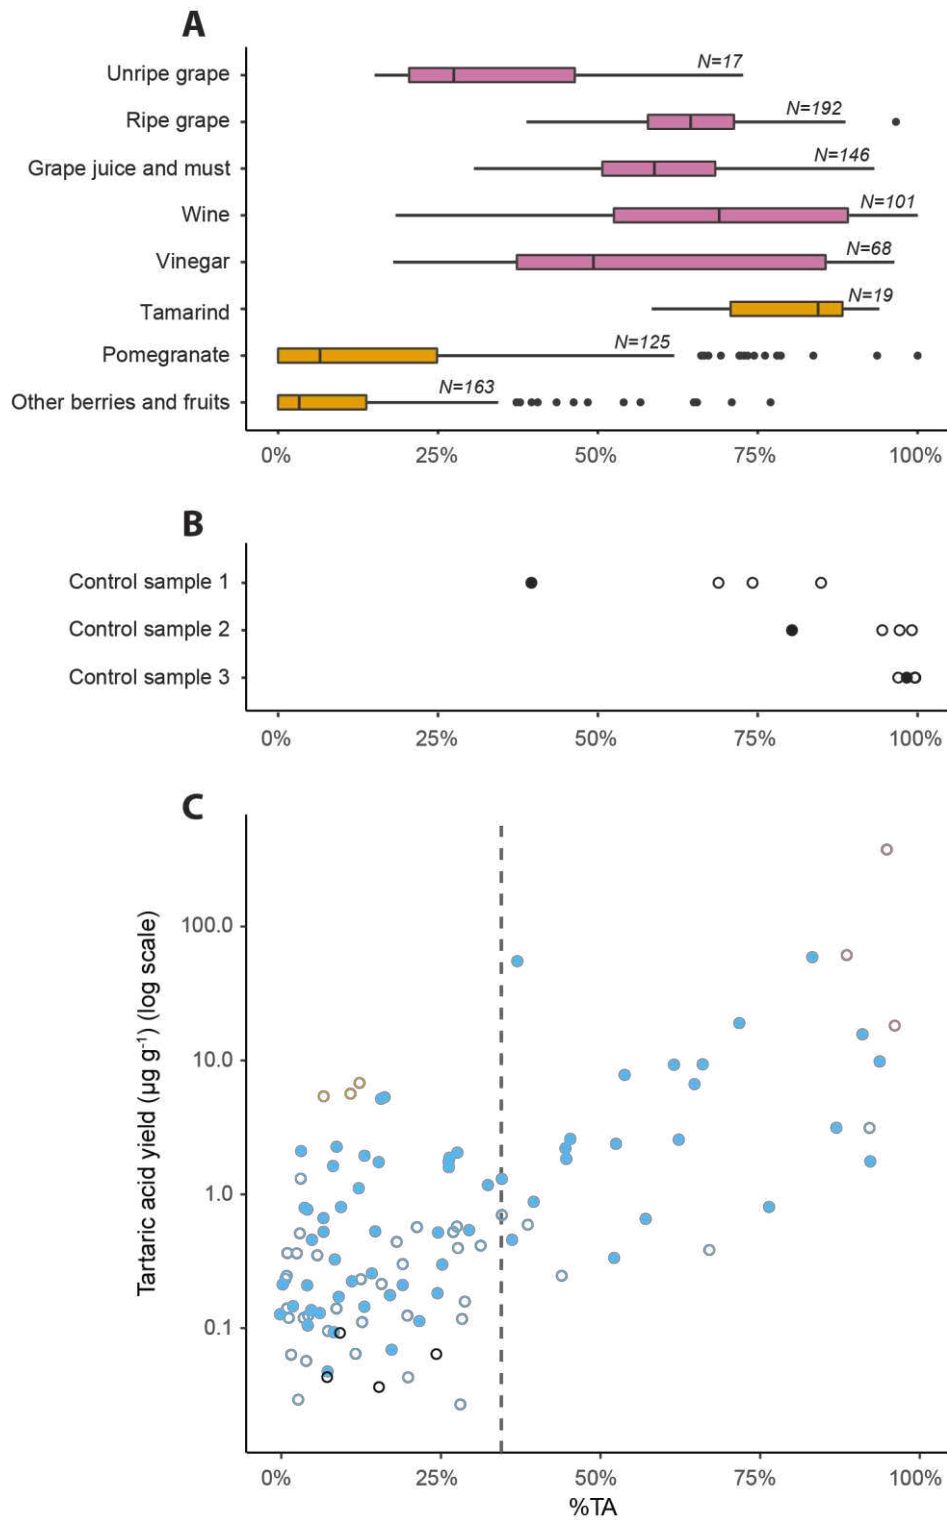 A
Unripe grape
N=17
Ripe grape
N=192
Grape juice and must
N=146
Wine
N=101
Vinegar
N=68
Tamarind
N=19
Pomegranate
N=125
Other berries and fruits
N=163
0% 25% 50% 75% 100%
B
Control sample 1
Control sample 2
Control sample 3
0% 25% 50% 75% 100%
C
Tartaric acid yield (µg g⁻¹) (log scale)
100.0
10.0
1.0
0.1
0% 25% 50% 75% 100%
%TA